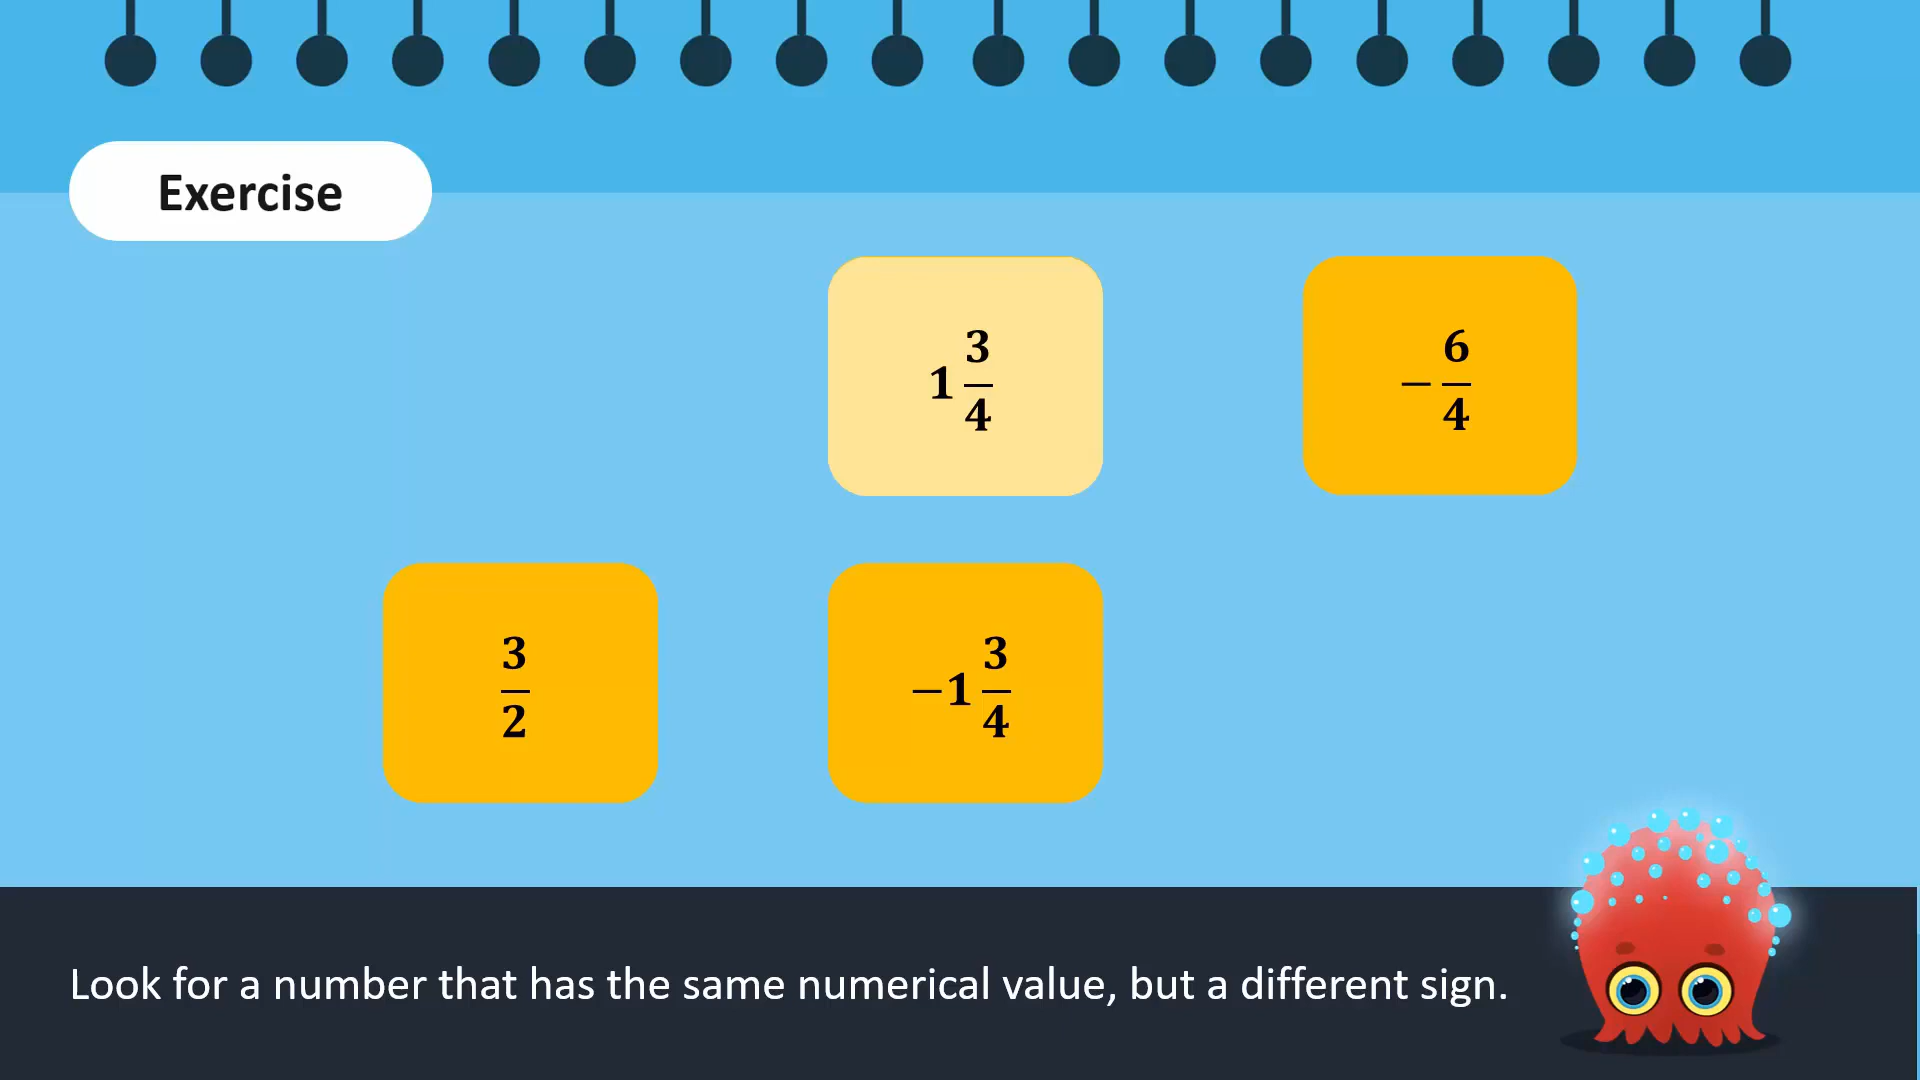 Exercise
1 3/4
− 6/4
3/2
−1 3/4
Look for a number that has the same numerical value, but a different sign.